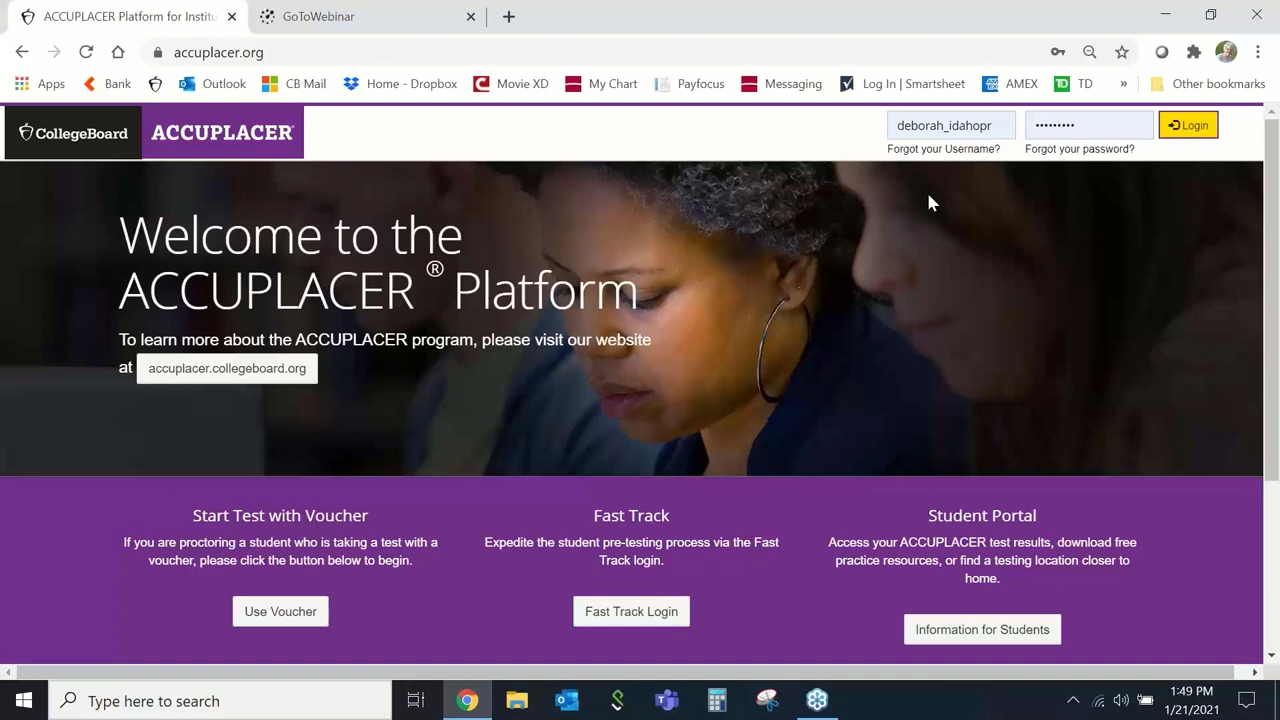 ACCUPLACER Platform for Institu
GoToWebinar
accuplacer.org
Apps
Bank
Outlook
CB Mail
Home - Dropbox
Movie XD
My Chart
Payfocus
Messaging
Log In | Smartsheet
AMEX
TD
»
Other bookmarks
CollegeBoard
ACCUPLACER®
deborah_idahopr
•••••••••
Login
Forgot your Username?
Forgot your password?
Welcome to the
ACCUPLACER ® Platform
To learn more about the ACCUPLACER program, please visit our website
at accuplacer.collegeboard.org
Start Test with Voucher
If you are proctoring a student who is taking a test with a
voucher, please click the button below to begin.
Use Voucher
Fast Track
Expedite the student pre-testing process via the Fast
Track login.
Fast Track Login
Student Portal
Access your ACCUPLACER test results, download free
practice resources, or find a testing location closer to
home.
Information for Students
Type here to search
1:49 PM
1/21/2021